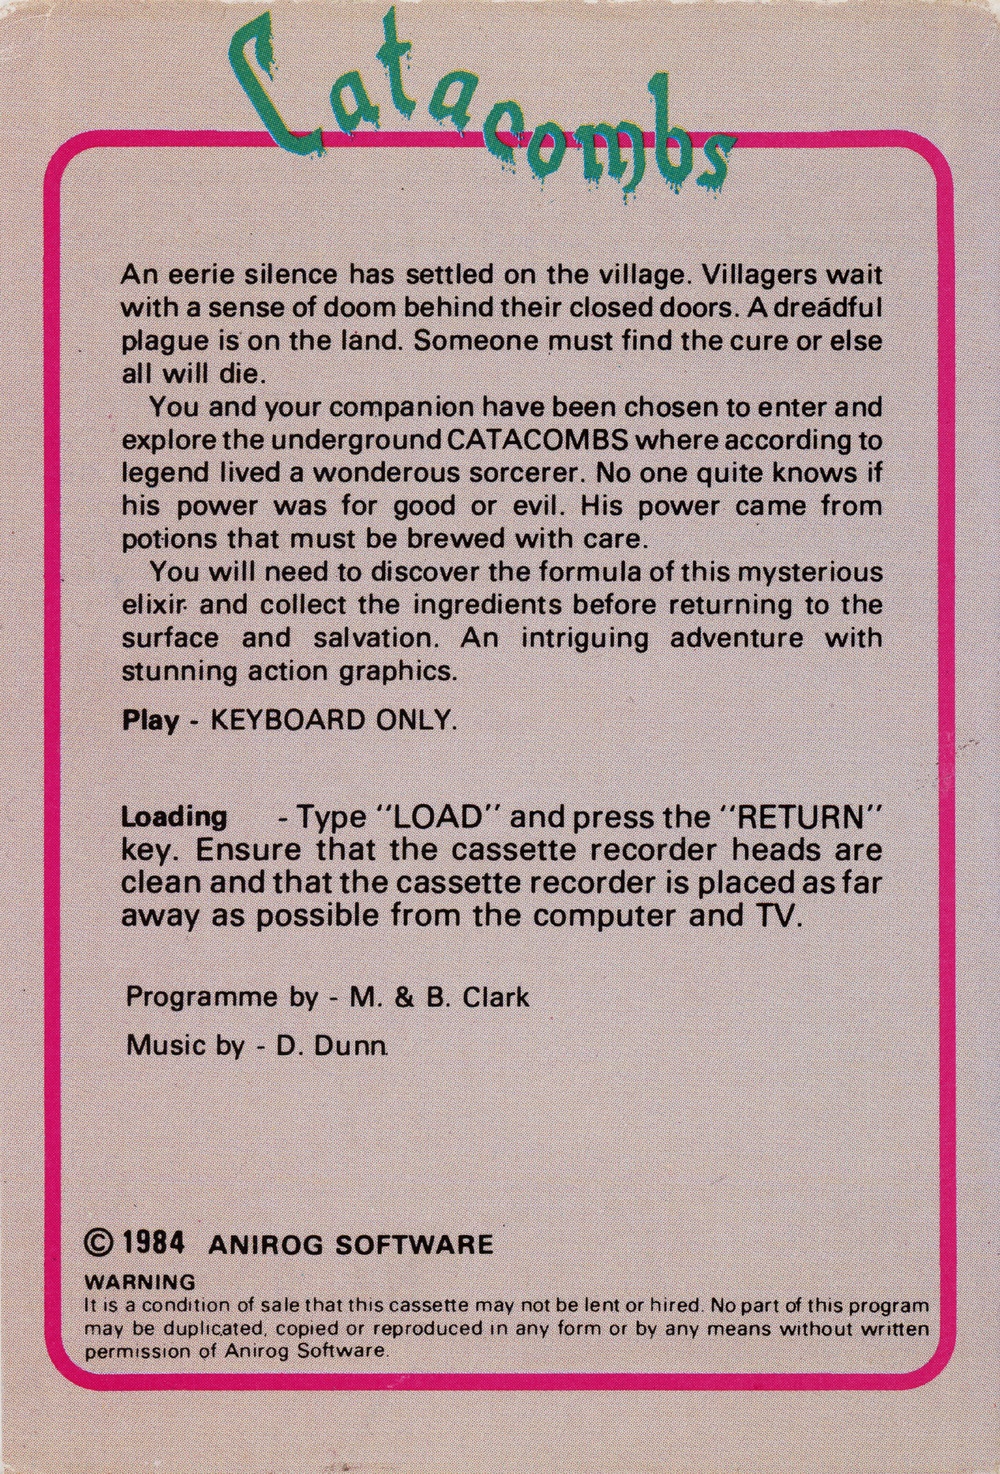 Catacombs
An eerie silence has settled on the village. Villagers wait
with a sense of doom behind their closed doors. A dreadful
plague is on the land. Someone must find the cure or else
all will die.
You and your companion have been chosen to enter and
explore the underground CATACOMBS where according to
legend lived a wonderous sorcerer. No one quite knows if
his power was for good or evil. His power came from
potions that must be brewed with care.
You will need to discover the formula of this mysterious
elixir and collect the ingredients before returning to the
surface and salvation. An intriguing adventure with
stunning action graphics.
Play - KEYBOARD ONLY.
Loading - Type "LOAD" and press the "RETURN"
key. Ensure that the cassette recorder heads are
clean and that the cassette recorder is placed as far
away as possible from the computer and TV.
Programme by - M. & B. Clark
Music by - D. Dunn
© 1984 ANIROG SOFTWARE
WARNING
It is a condition of sale that this cassette may not be lent or hired. No part of this program
may be duplicated, copied or reproduced in any form or by any means without written
permission of Anirog Software.